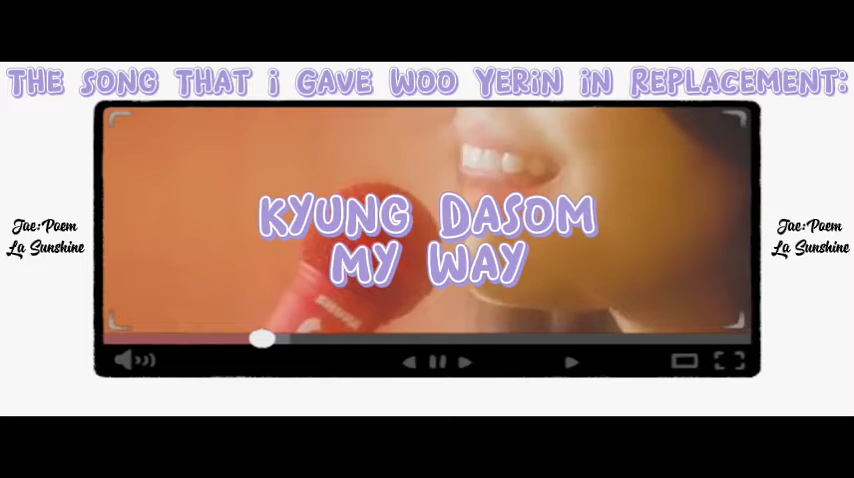 THE SONG THAT i GAVE WOO YERiN iN REPLACEMENT:
KYUNG DASOM
MY WAY
Jae:Poem
La Sunshine
Jae:Poem
La Sunshine
SHURE